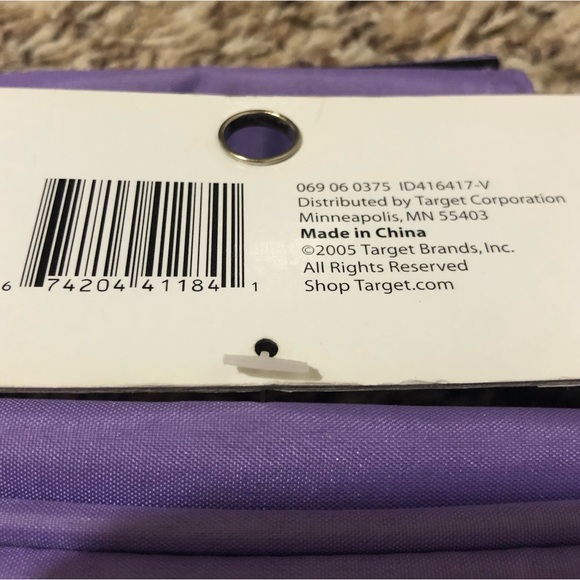 069 06 0375 ID416417-V
Distributed by Target Corporation
Minneapolis, MN 55403
Made in China
©2005 Target Brands, Inc.
All Rights Reserved
Shop Target.com
6 74204 41184 1